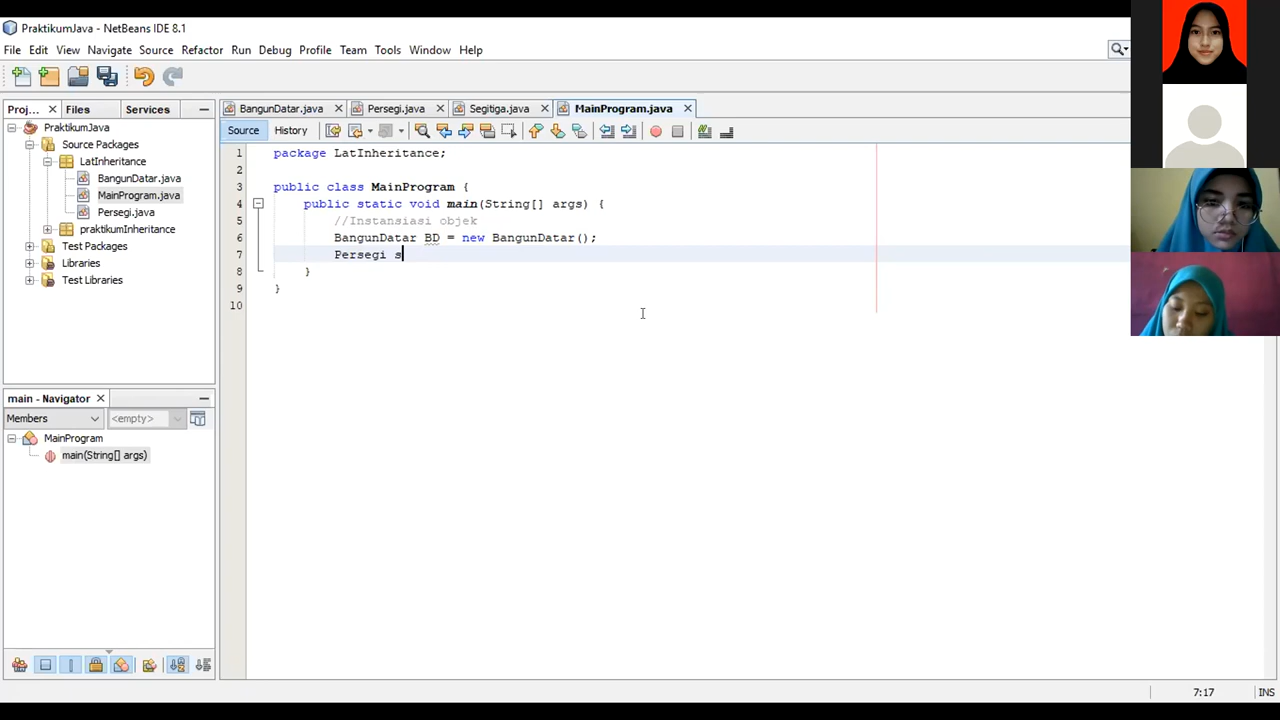 PraktikumJava - NetBeans IDE 8.1
File Edit View Navigate Source Refactor Run Debug Profile Team Tools Window Help
Proj... Files Services
BangunDatar.java Persegi.java Segitiga.java MainProgram.java
Source History
PraktikumJava
Source Packages
LatInheritance
BangunDatar.java
MainProgram.java
Persegi.java
praktikumInheritance
Test Packages
Libraries
Test Libraries
1 package LatInheritance;
2
3 public class MainProgram {
4 public static void main(String[] args) {
5 //Instansiasi objek
6 BangunDatar BD = new BangunDatar();
7 Persegi s
8 }
9 }
10
main - Navigator
Members <empty>
MainProgram
main(String[] args)
7:17 INS